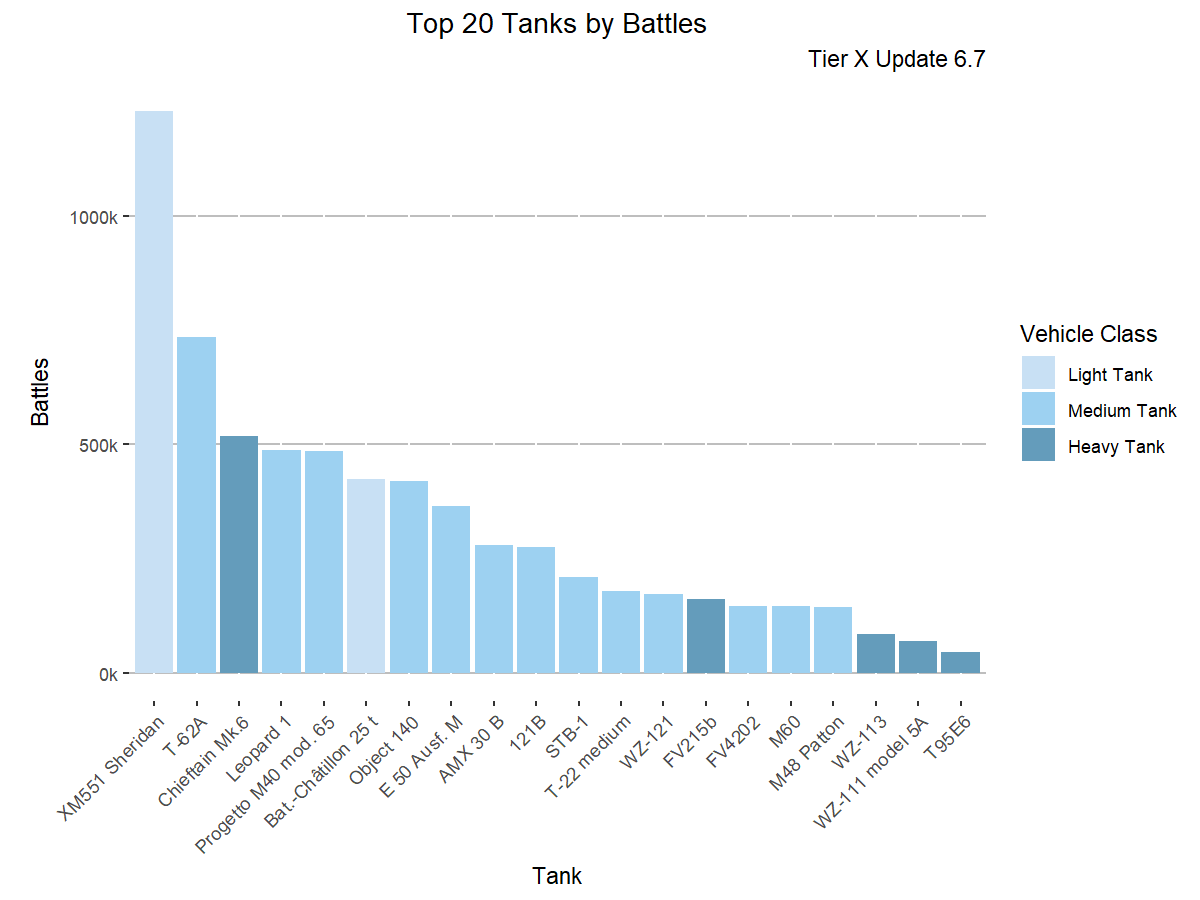 Top 20 Tanks by Battles
Tier X Update 6.7
1000k
500k
0k
Battles
XM551 Sheridan
T-62A
Chieftain Mk.6
Leopard 1
Progetto M40 mod. 65
Bat.-Châtillon 25 t
Object 140
E 50 Ausf. M
AMX 30 B
121B
STB-1
T-22 medium
WZ-121
FV215b
FV4202
M60
M48 Patton
WZ-113
WZ-111 model 5A
T95E6
Tank
Vehicle Class
Light Tank
Medium Tank
Heavy Tank